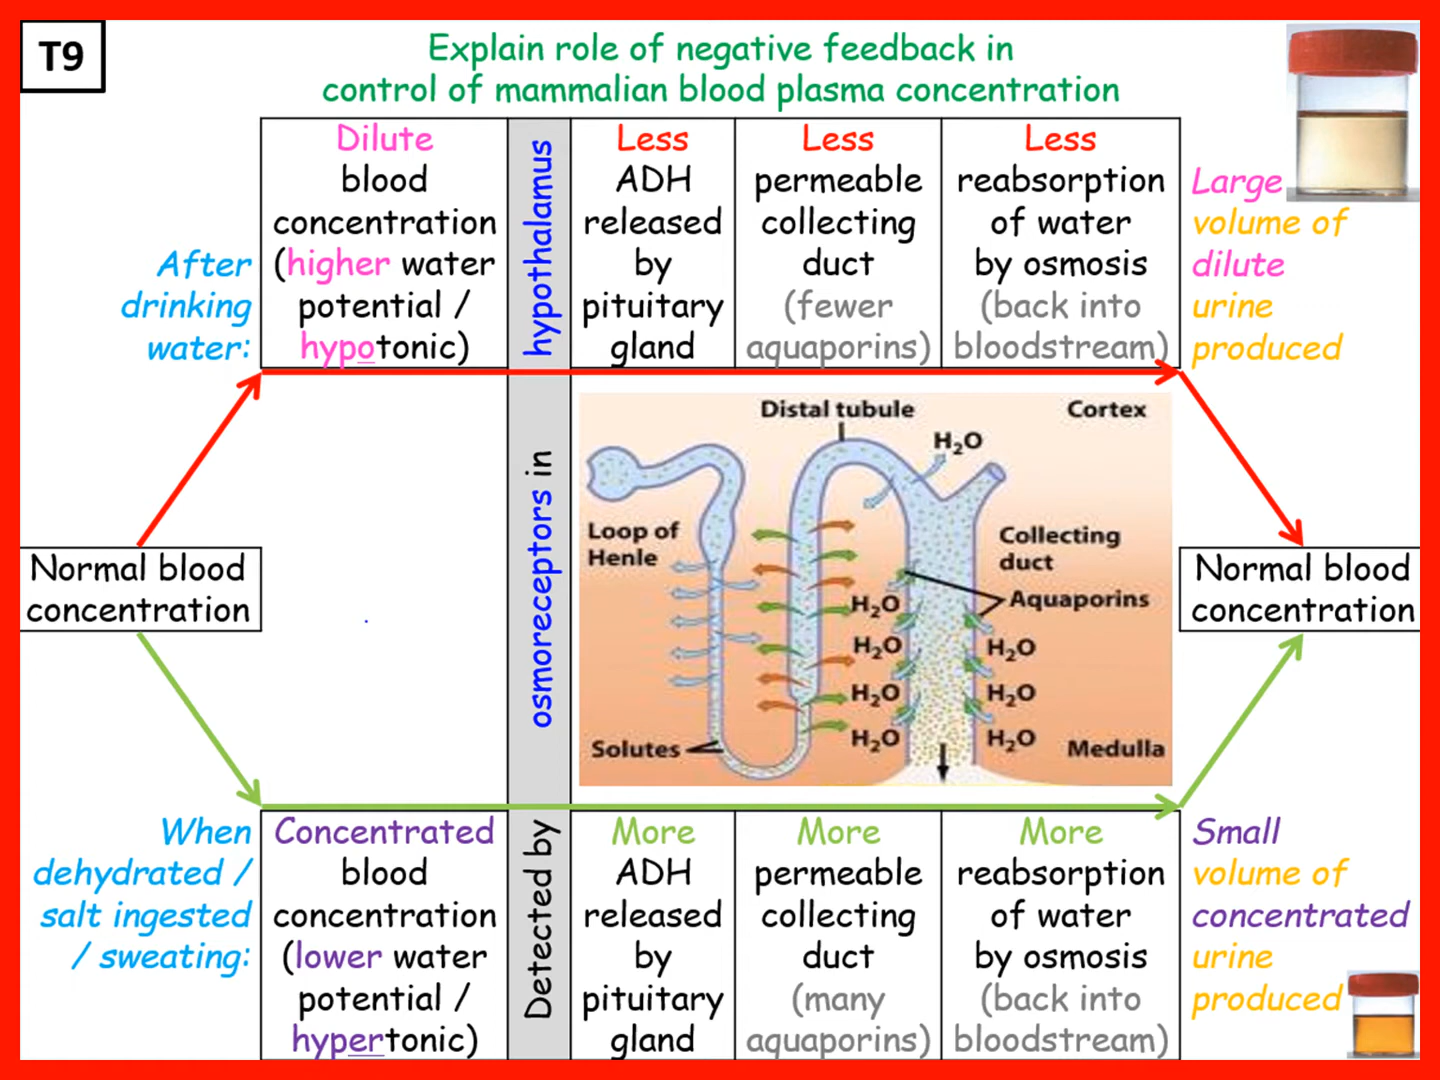 T9
Explain role of negative feedback in
control of mammalian blood plasma concentration
After
drinking
water:
Dilute
blood
concentration
(higher water
potential /
hypotonic)
Detected by osmoreceptors in hypothalamus
Less
ADH
released
by
pituitary
gland
Less
permeable
collecting
duct
(fewer
aquaporins)
Less
reabsorption
of water
by osmosis
(back into
bloodstream)
Large
volume of
dilute
urine
produced
Normal blood
concentration
Distal tubule
Cortex
H2O
Loop of
Henle
Collecting
duct
Aquaporins
H2O
H2O
H2O
H2O
H2O
H2O
H2O
Solutes
Medulla
Normal blood
concentration
When
dehydrated /
salt ingested
/ sweating:
Concentrated
blood
concentration
(lower water
potential /
hypertonic)
More
ADH
released
by
pituitary
gland
More
permeable
collecting
duct
(many
aquaporins)
More
reabsorption
of water
by osmosis
(back into
bloodstream)
Small
volume of
concentrated
urine
produced